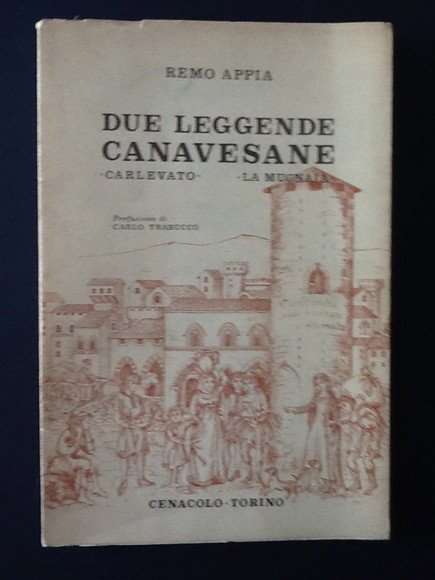 REMO APPIA
DUE LEGGENDE
CANAVESANE
-CARLEVATO- -LA MUGNAIA-
Prefazione di
CARLO TRABUCCO
CENACOLO-TORINO